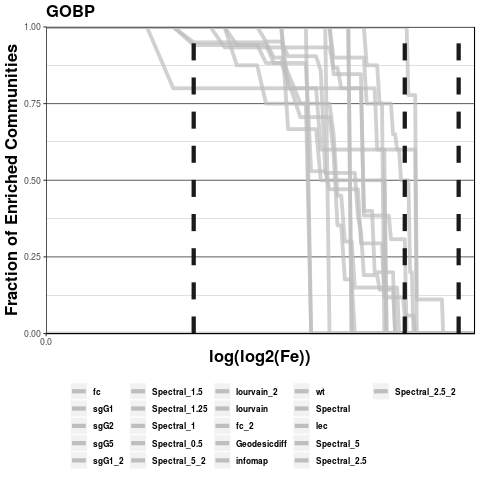 GOBP
Fraction of Enriched Communities
1.00
0.75
0.50
0.25
0.00
0.0
log(log2(Fe))
fc Spectral_1.5 lourvain_2 wt Spectral_2.5_2
sgG1 Spectral_1.25 lourvain Spectral
sgG2 Spectral_1 fc_2 lec
sgG5 Spectral_0.5 Geodesicdiff Spectral_5
sgG1_2 Spectral_5_2 infomap Spectral_2.5